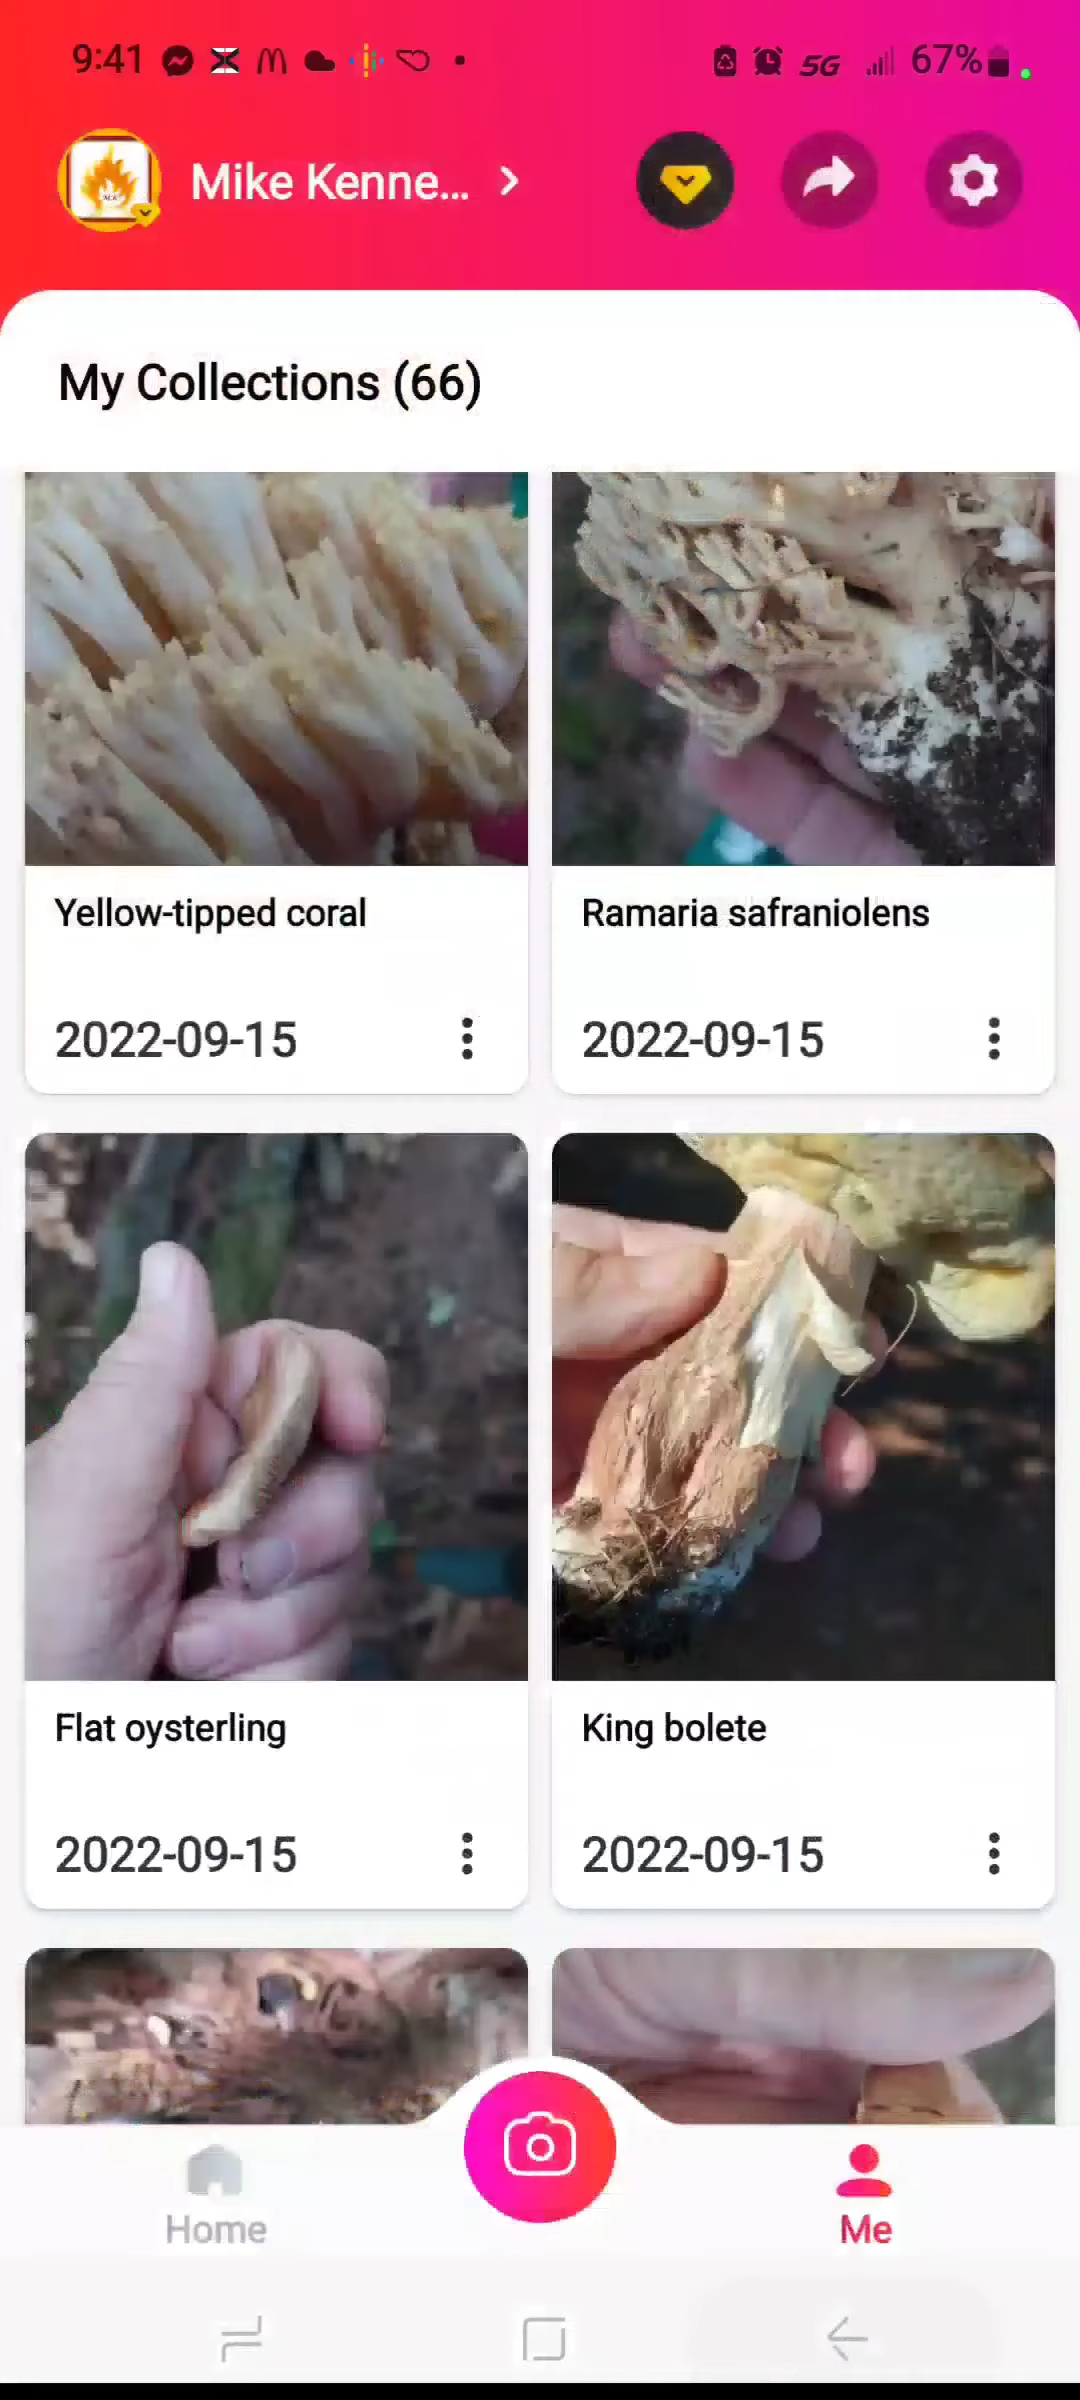 9:41 5G 67%
Mike Kenne...
My Collections (66)
Yellow-tipped coral
Ramaria safraniolens
2022-09-15
2022-09-15
Flat oysterling
King bolete
2022-09-15
2022-09-15
Home
Me